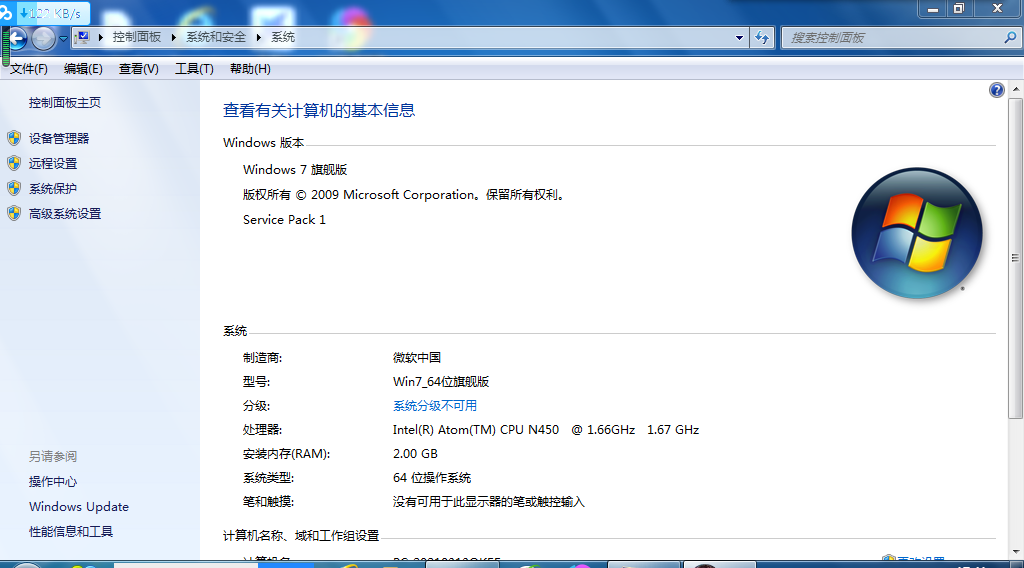 122 KB/s
控制面板 系统和安全 系统
搜索控制面板
文件(F) 编辑(E) 查看(V) 工具(T) 帮助(H)
控制面板主页
设备管理器
远程设置
系统保护
高级系统设置
另请参阅
操作中心
Windows Update
性能信息和工具
查看有关计算机的基本信息
Windows 版本
Windows 7 旗舰版
版权所有 © 2009 Microsoft Corporation。保留所有权利。
Service Pack 1
系统
制造商: 微软中国
型号: Win7_64位旗舰版
分级: 系统分级不可用
处理器: Intel(R) Atom(TM) CPU N450 @ 1.66GHz 1.67 GHz
安装内存(RAM): 2.00 GB
系统类型: 64 位操作系统
笔和触摸: 没有可用于此显示器的笔或触控输入
计算机名称、域和工作组设置